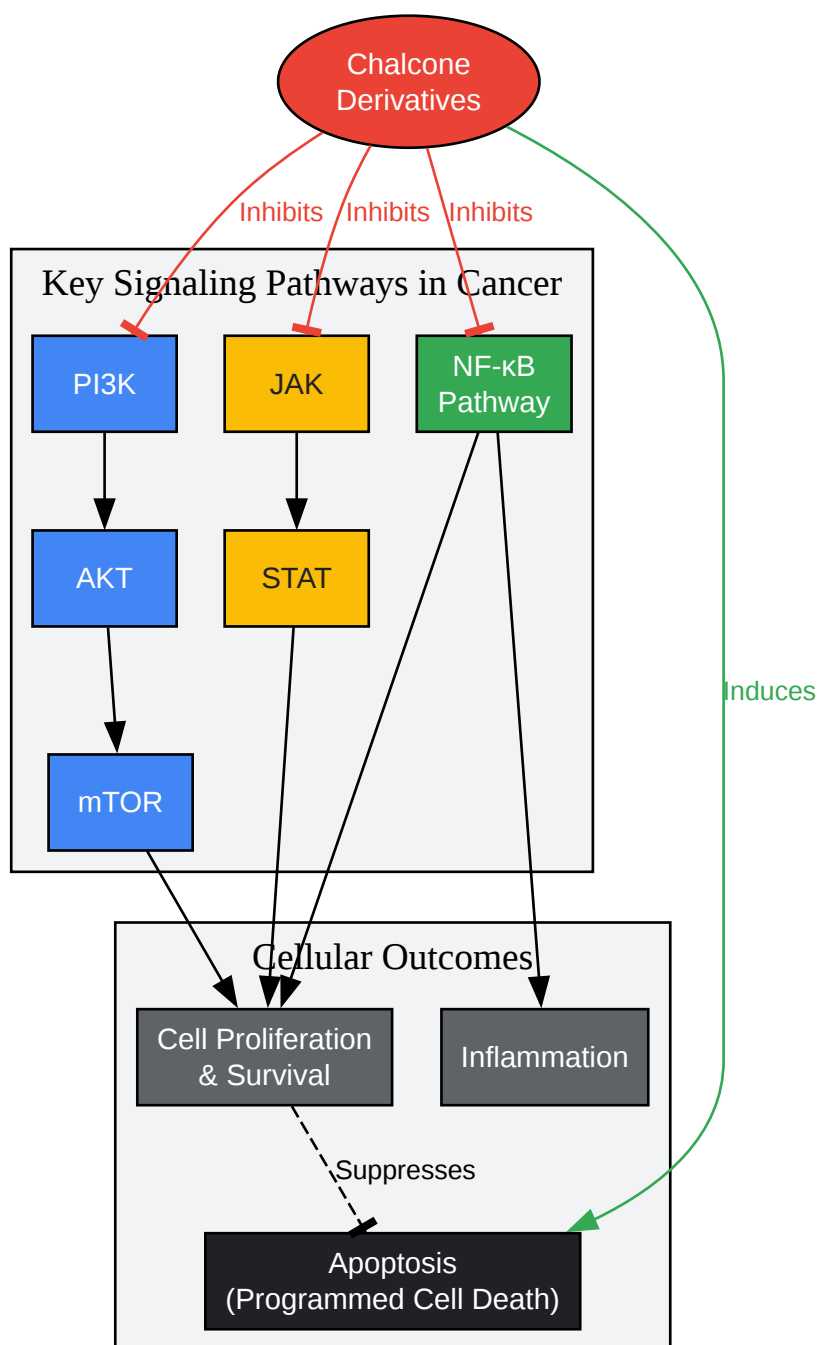 Chalcone
Derivatives
Inhibits
Inhibits
Inhibits
Key Signaling Pathways in Cancer
PI3K
JAK
NF-κB
Pathway
AKT
STAT
Induces
mTOR
Cellular Outcomes
Cell Proliferation
& Survival
Inflammation
Suppresses
Apoptosis
(Programmed Cell Death)